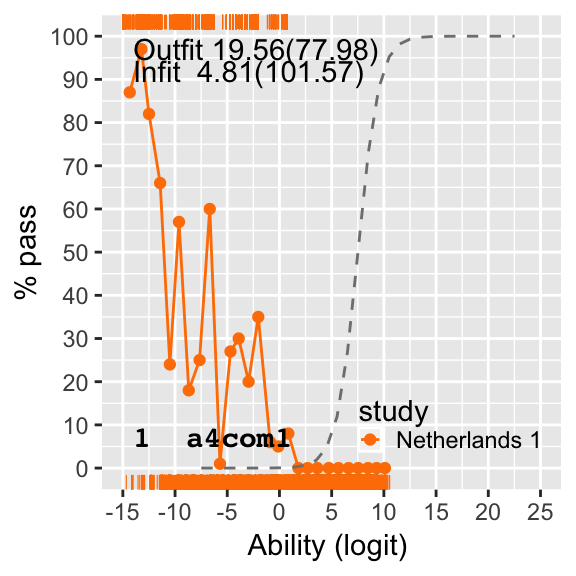 Outfit 19.56(77.98)
Infit 4.81(101.57)
100
90
80
70
60
50
40
30
20
10
0
% pass
1 a4com1
study
Netherlands 1
-15 -10 -5 0 5 10 15 20 25
Ability (logit)